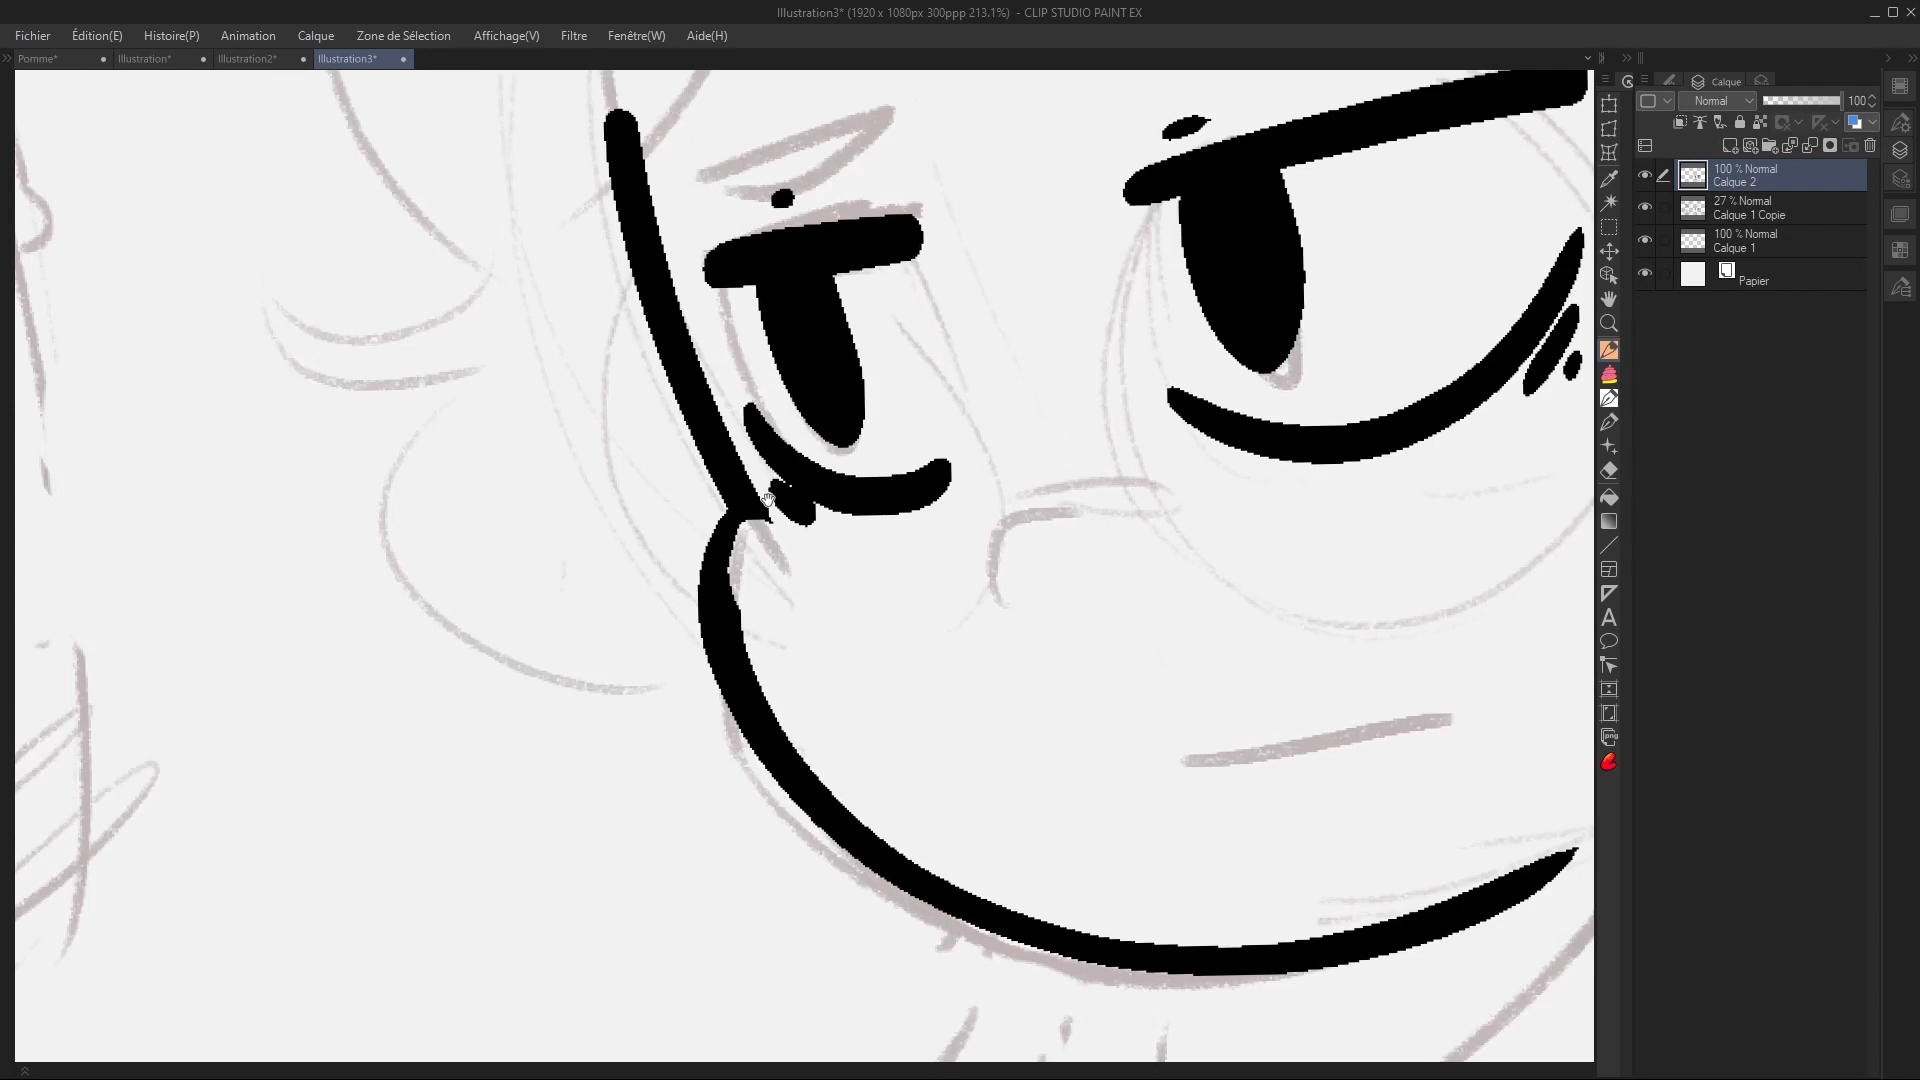 Illustration3* (1920 x 1080px 300ppp 213.1%) - CLIP STUDIO PAINT EX
Fichier Édition(E) Histoire(P) Animation Calque Zone de Sélection Affichage(V) Filtre Fenêtre(W) Aide(H)
Pomme* Illustration* Illustration2* Illustration3*
Calque
Normal 100
100 % Normal
Calque 2
27 % Normal
Calque 1 Copie
100 % Normal
Calque 1
Papier